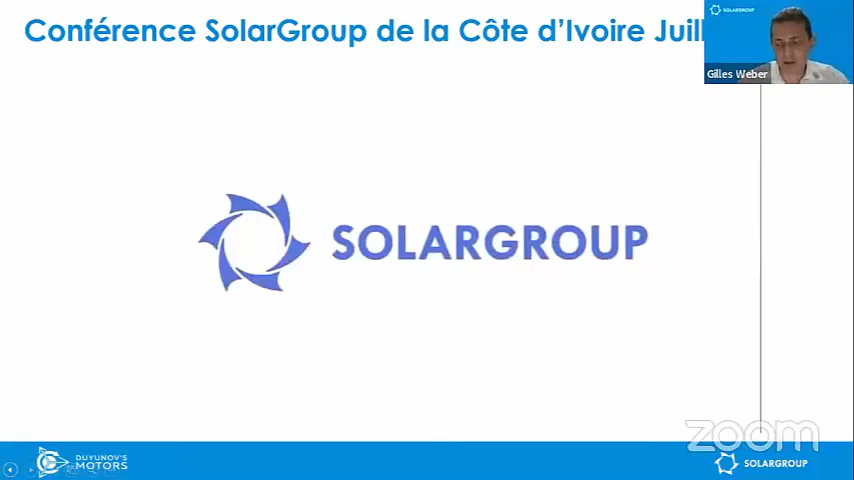 Conférence SolarGroup de la Côte d'Ivoire Juill
SOLARGROUP
Gilles Weber
SOLARGROUP
zoom
DUYUNOV'S
MOTORS
SOLARGROUP